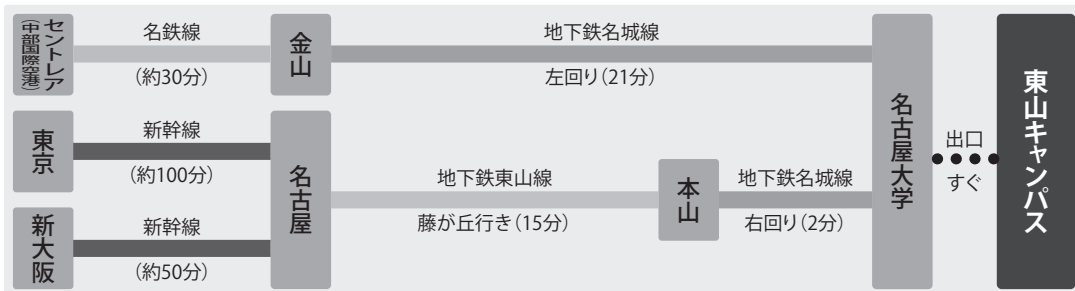 セントレア
(中部国際空港)
名鉄線
(約30分)
金山
地下鉄名城線
左回り(21分)
東京
新幹線
(約100分)
新大阪
新幹線
(約50分)
名古屋
地下鉄東山線
藤が丘行き(15分)
本山
地下鉄名城線
右回り(2分)
名古屋大学
出口
すぐ
東山キャンパス